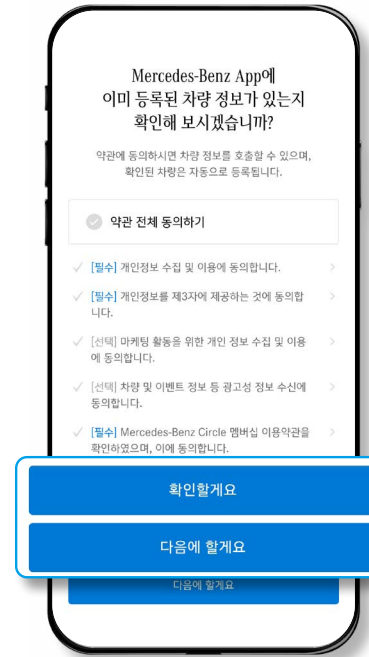 Mercedes-Benz App에
이미 등록된 차량 정보가 있는지
확인해 보시겠습니까?
약관에 동의하시면 차량 정보를 호출할 수 있으며,
확인된 차량은 자동으로 등록됩니다.
약관 전체 동의하기
[필수] 개인정보 수집 및 이용에 동의합니다.
[필수] 개인정보를 제3자에 제공하는 것에 동의합
니다.
[선택] 마케팅 활동을 위한 개인 정보 수집 및 이용
에 동의합니다.
[선택] 차량 및 이벤트 정보 등 광고성 정보 수신에
동의합니다.
[필수] Mercedes-Benz Circle 멤버십 이용약관을
확인하였으며, 이에 동의합니다.
확인할게요
다음에 할게요
다음에 할게요